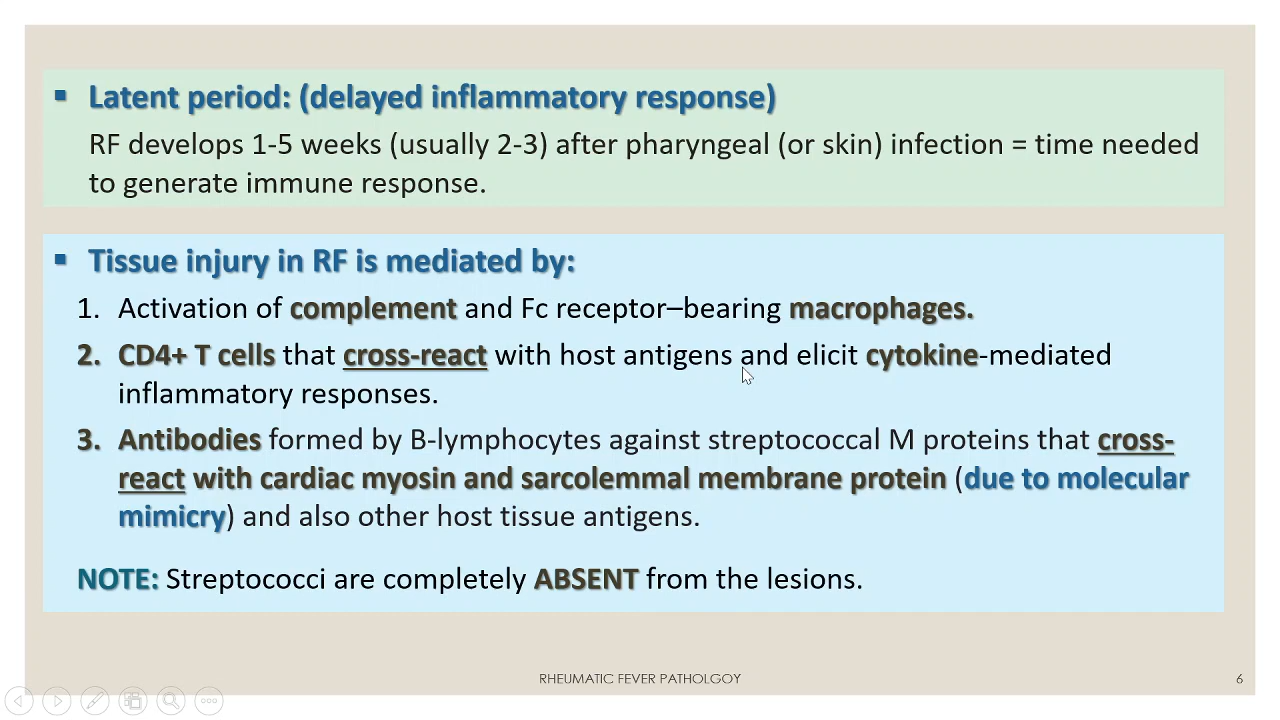 ▪ Latent period: (delayed inflammatory response)
RF develops 1-5 weeks (usually 2-3) after pharyngeal (or skin) infection = time needed
to generate immune response.
▪ Tissue injury in RF is mediated by:
1. Activation of complement and Fc receptor–bearing macrophages.
2. CD4+ T cells that cross-react with host antigens and elicit cytokine-mediated
inflammatory responses.
3. Antibodies formed by B-lymphocytes against streptococcal M proteins that cross-
react with cardiac myosin and sarcolemmal membrane protein (due to molecular
mimicry) and also other host tissue antigens.
NOTE: Streptococci are completely ABSENT from the lesions.
RHEUMATIC FEVER PATHOLGOY
6